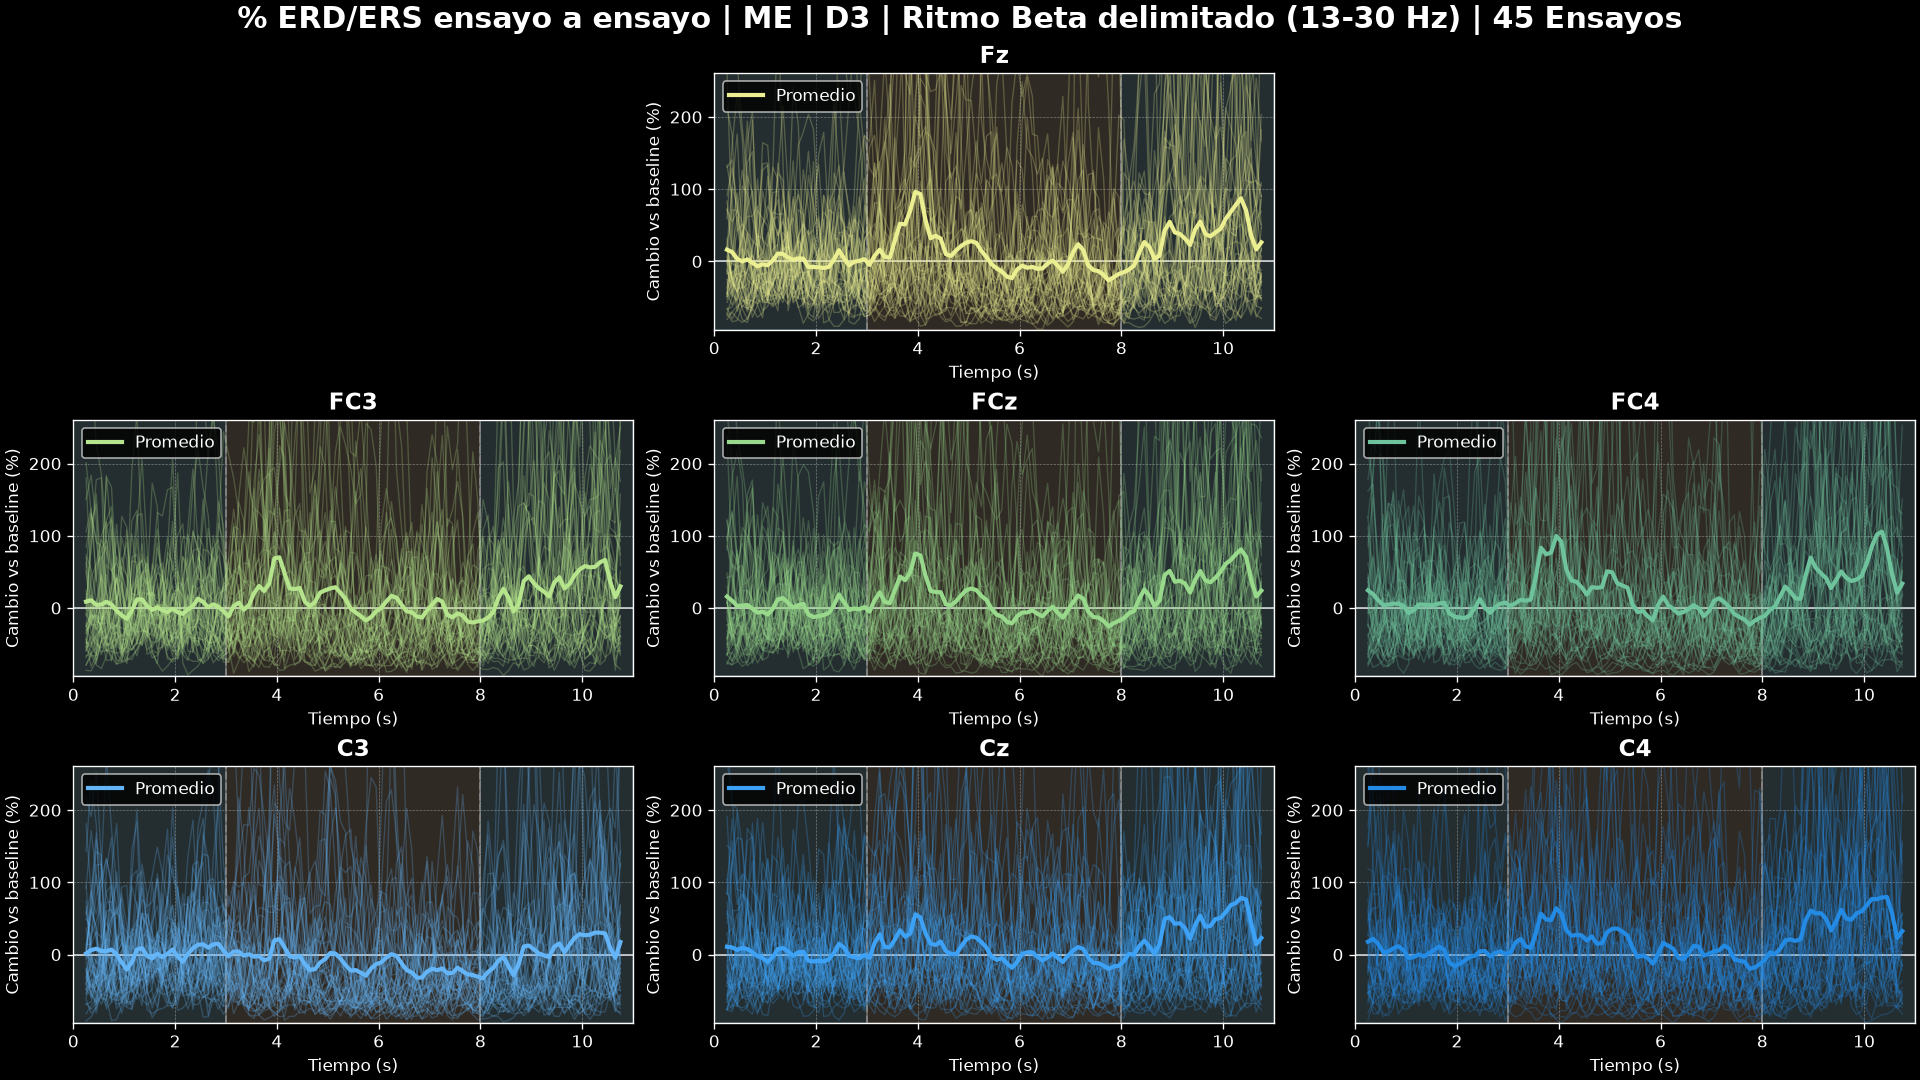 % ERD/ERS ensayo a ensayo | ME | D3 | Ritmo Beta delimitado (13-30 Hz) | 45 Ensayos
Fz
Promedio
Cambio vs baseline (%)
200
100
0
0 2 4 6 8 10
Tiempo (s)
FC3
Promedio
Cambio vs baseline (%)
200
100
0
0 2 4 6 8 10
Tiempo (s)
FCz
Promedio
Cambio vs baseline (%)
200
100
0
0 2 4 6 8 10
Tiempo (s)
FC4
Promedio
Cambio vs baseline (%)
200
100
0
0 2 4 6 8 10
Tiempo (s)
C3
Promedio
Cambio vs baseline (%)
200
100
0
0 2 4 6 8 10
Tiempo (s)
Cz
Promedio
Cambio vs baseline (%)
200
100
0
0 2 4 6 8 10
Tiempo (s)
C4
Promedio
Cambio vs baseline (%)
200
100
0
0 2 4 6 8 10
Tiempo (s)